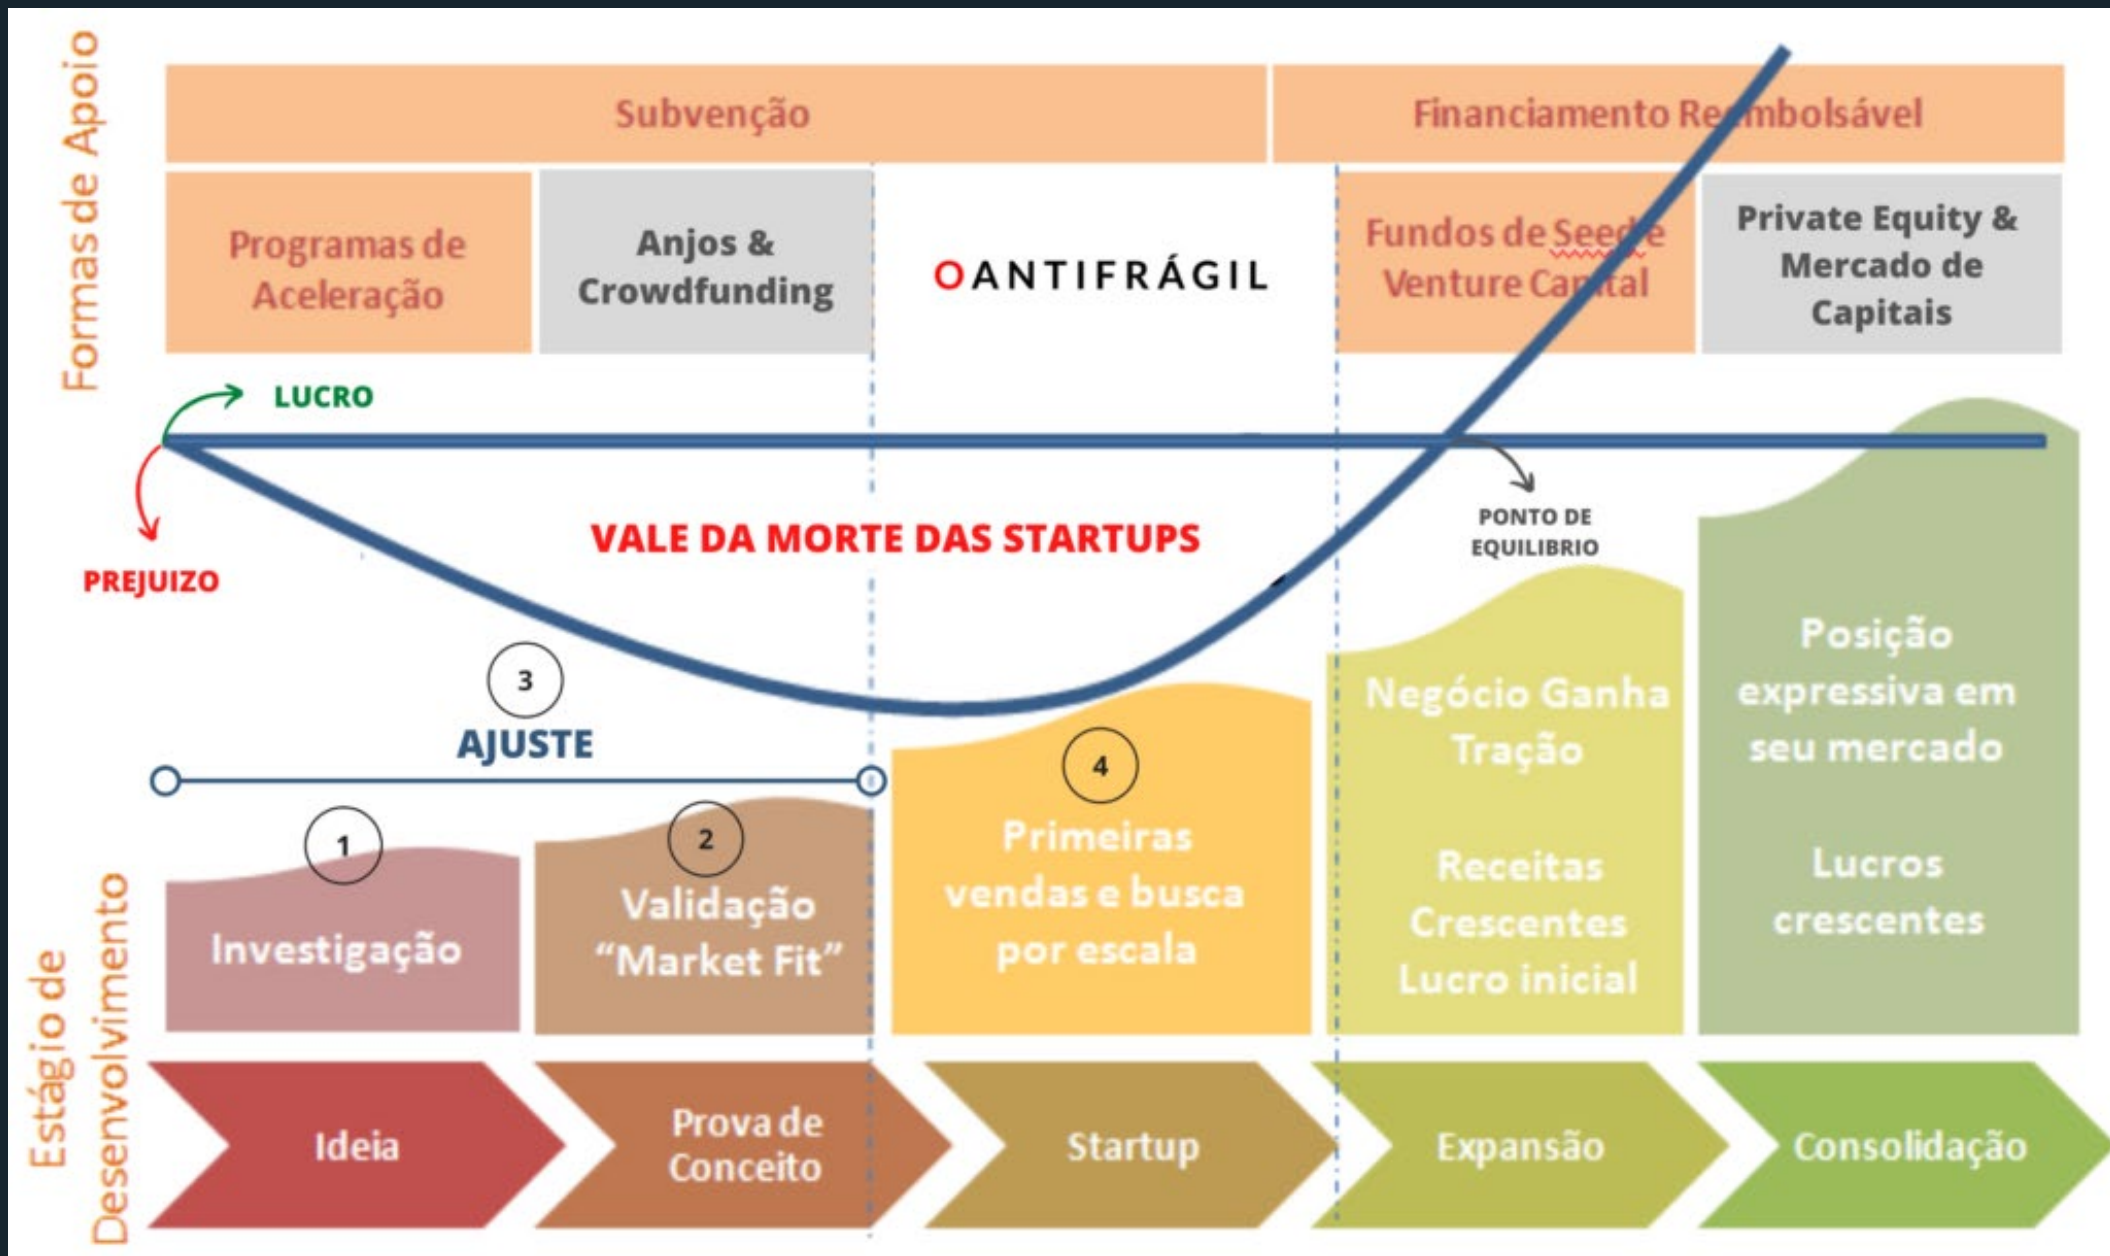 Formas de Apoio
Subvenção
Financiamento Reembolsável
Programas de
Aceleração
Anjos &
Crowdfunding
OANTIFRÁGIL
Fundos de Seed e
Venture Capital
Private Equity &
Mercado de
Capitais
LUCRO
PREJUIZO
VALE DA MORTE DAS STARTUPS
PONTO DE
EQUILIBRIO
3
AJUSTE
1
Investigação
2
Validação
“Market Fit”
4
Primeiras
vendas e busca
por escala
Negócio Ganha
Tração
Receitas
Crescentes
Lucro inicial
Posição
expressiva em
seu mercado
Lucros
crescentes
Estágio de
Desenvolvimento
Ideia
Prova de
Conceito
Startup
Expansão
Consolidação